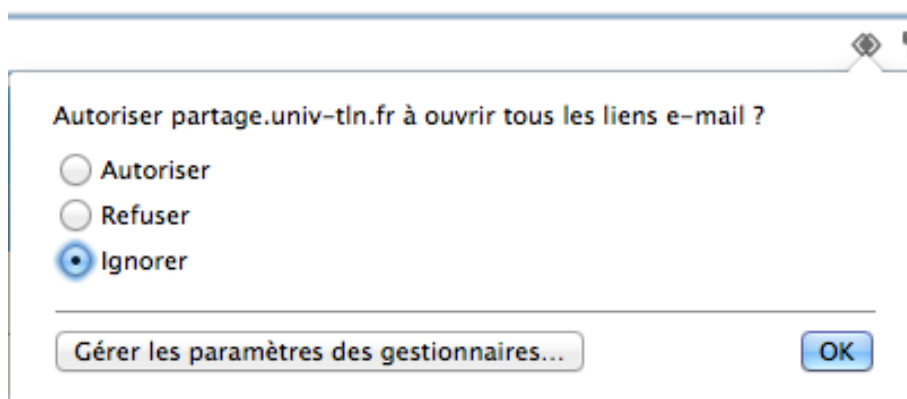 Autoriser partage.univ-tln.fr à ouvrir tous les liens e-mail ?
Autoriser
Refuser
Ignorer
Gérer les paramètres des gestionnaires...
OK